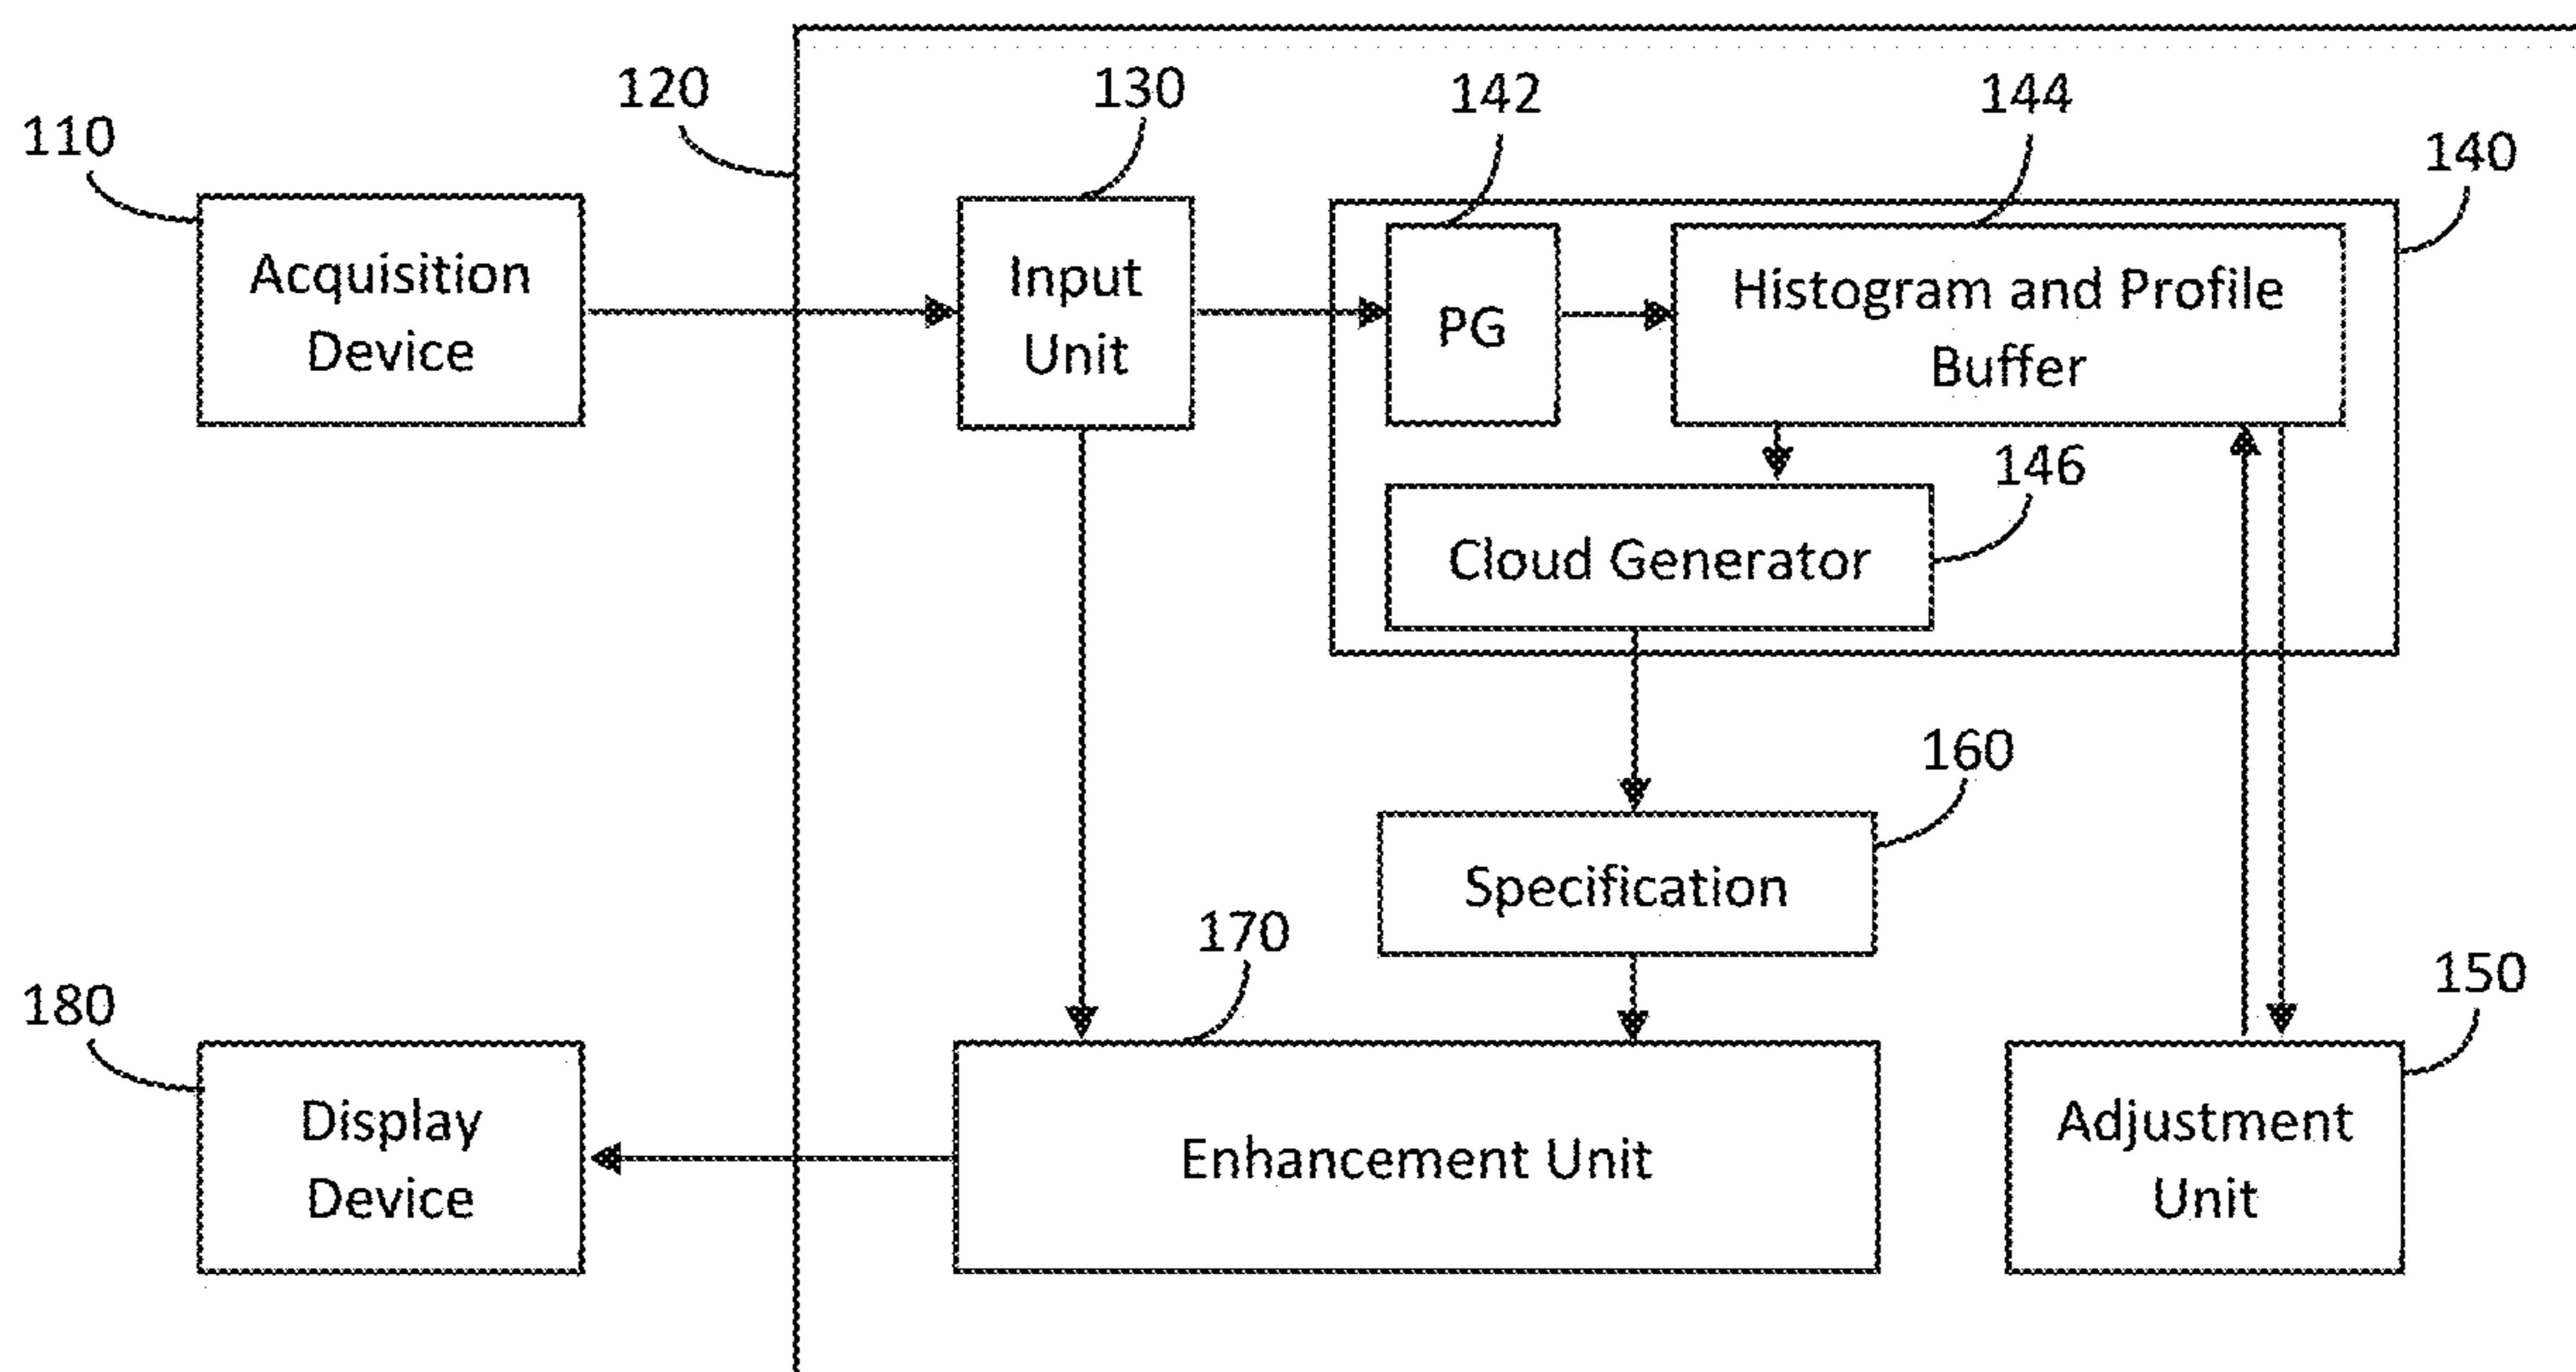 120
130
142
144
110
140
Acquisition
Device
Input
Unit
PG
Histogram and Profile
Buffer
146
Cloud Generator
160
Specification
170
180
150
Display
Device
Enhancement Unit
Adjustment
Unit